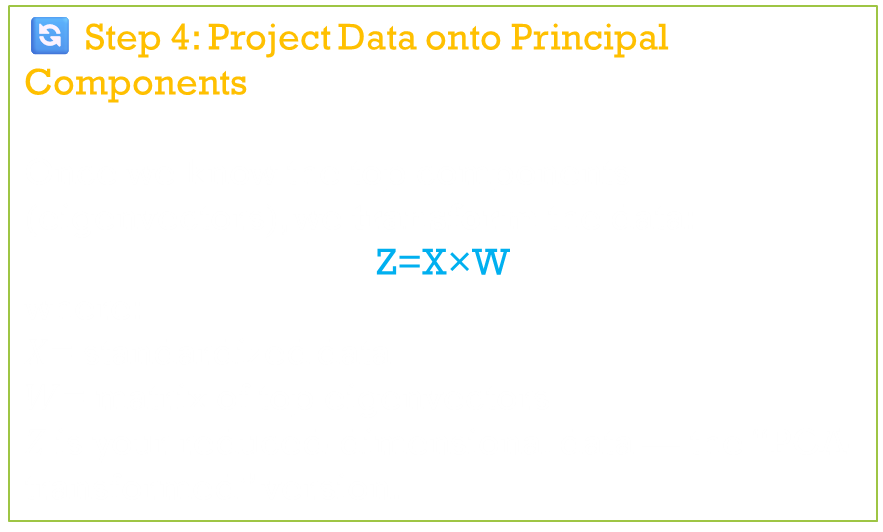 🔄 Step 4: Project Data onto Principal
Components
Z=X×W